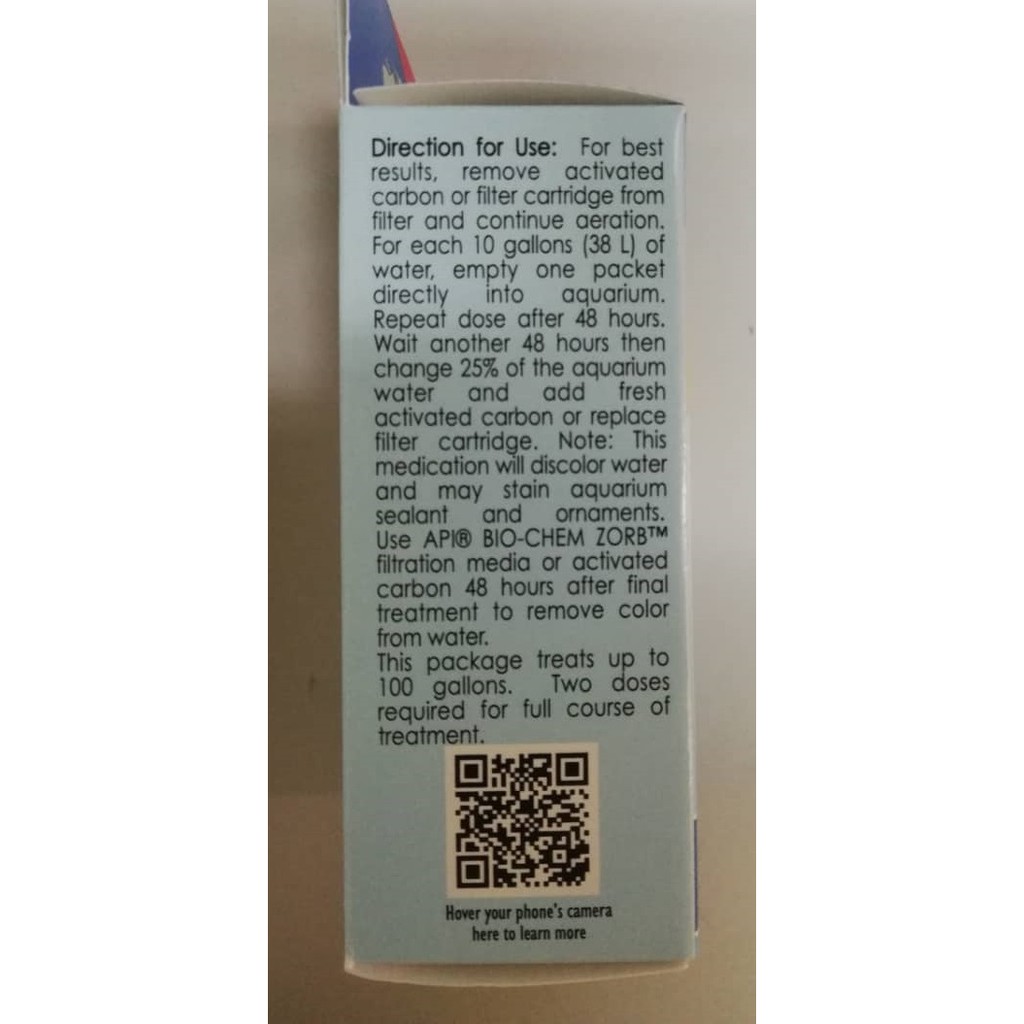 Direction for Use: For best
results, remove activated
carbon or filter cartridge from
filter and continue aeration.
For each 10 gallons (38 L) of
water, empty one packet
directly into aquarium.
Repeat dose after 48 hours.
Wait another 48 hours then
change 25% of the aquarium
water and add fresh
activated carbon or replace
filter cartridge. Note: This
medication will discolor water
and may stain aquarium
sealant and ornaments.
Use API® BIO-CHEM ZORB™
filtration media or activated
carbon 48 hours after final
treatment to remove color
from water.
This package treats up to
100 gallons. Two doses
required for full course of
treatment.
Hover your phone's camera
here to learn more